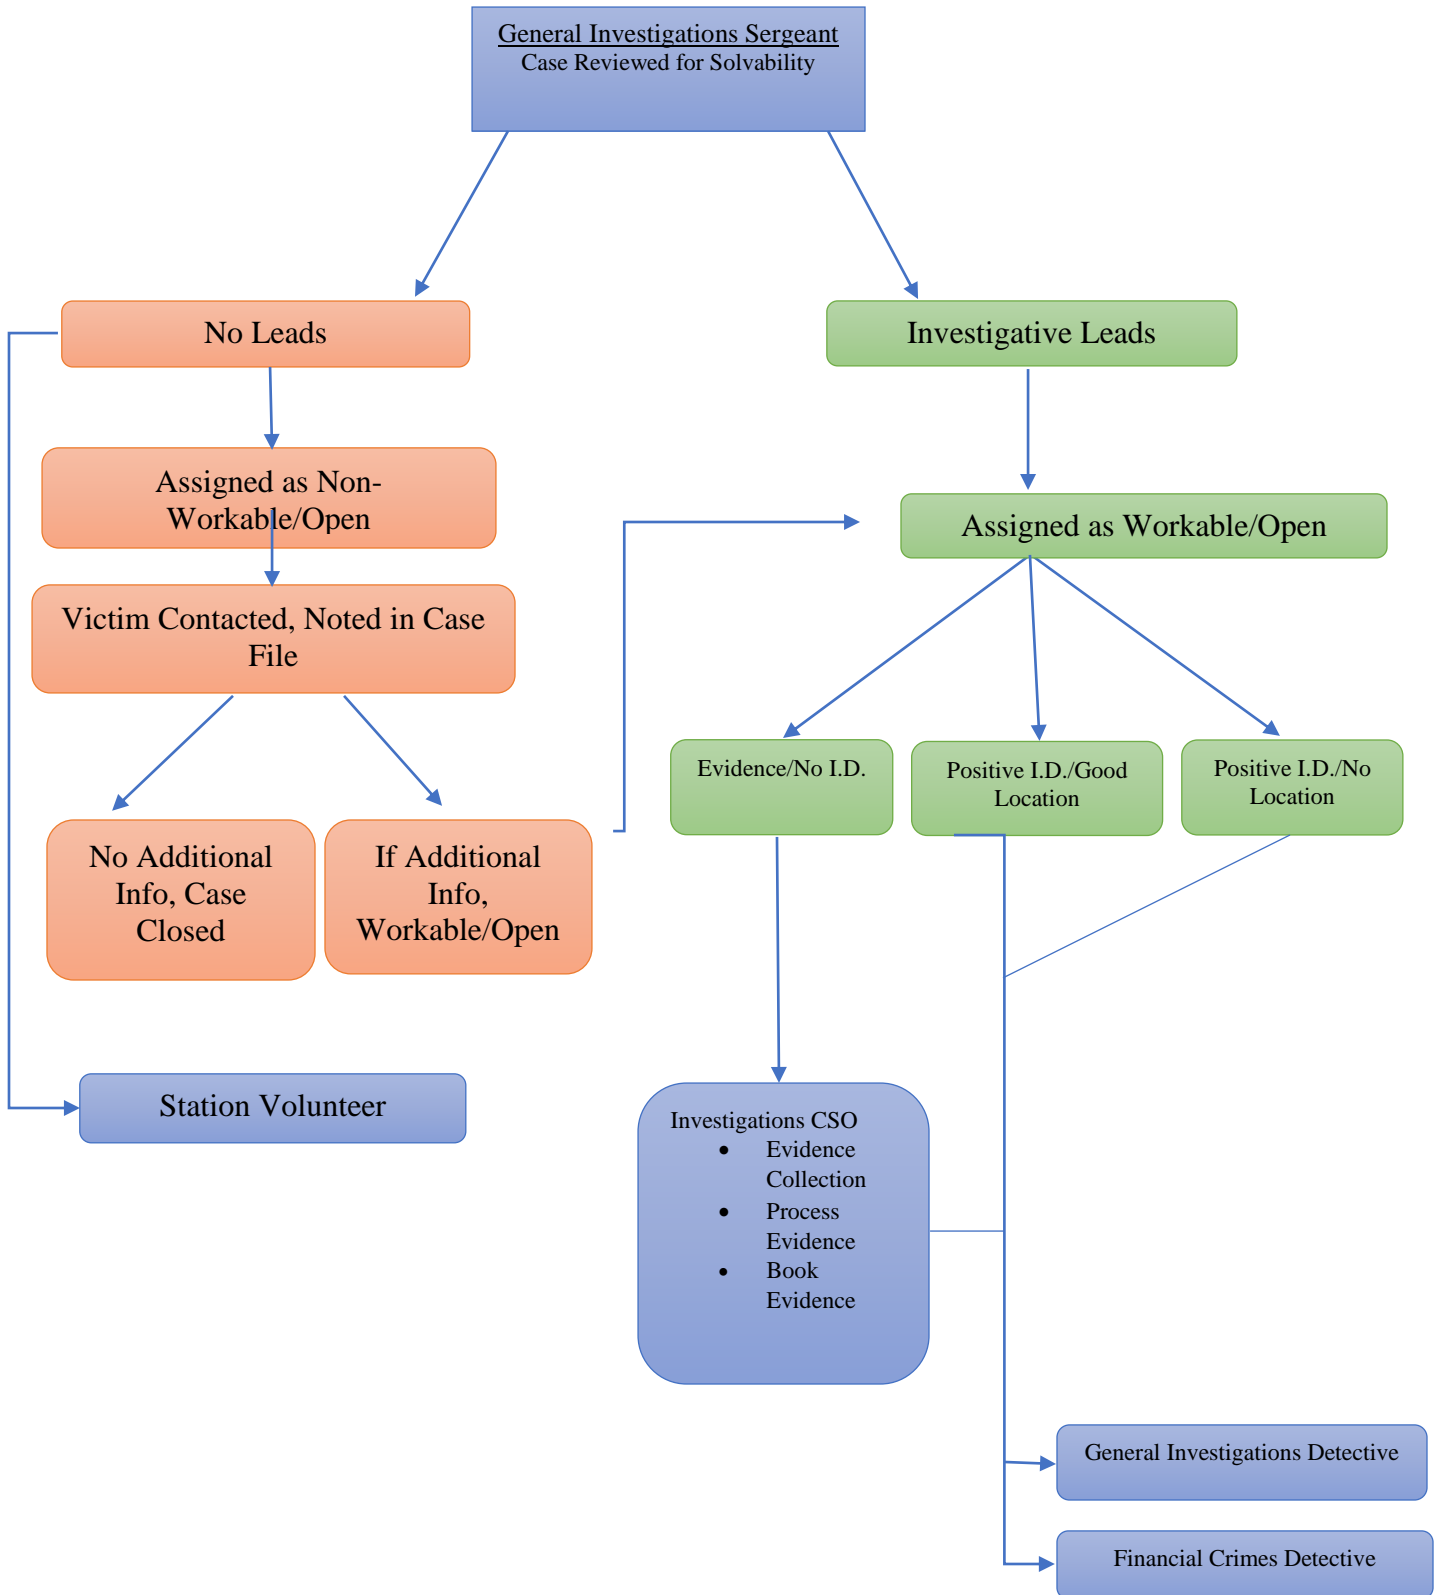 General Investigations Sergeant
Case Reviewed for Solvability
No Leads
Investigative Leads
Assigned as Non-
Workable/Open
Assigned as Workable/Open
Victim Contacted, Noted in Case
File
Evidence/No I.D.
Positive I.D./Good
Location
Positive I.D./No
Location
No Additional
Info, Case
Closed
If Additional
Info,
Workable/Open
Station Volunteer
Investigations CSO
• Evidence
Collection
• Process
Evidence
• Book
Evidence
General Investigations Detective
Financial Crimes Detective